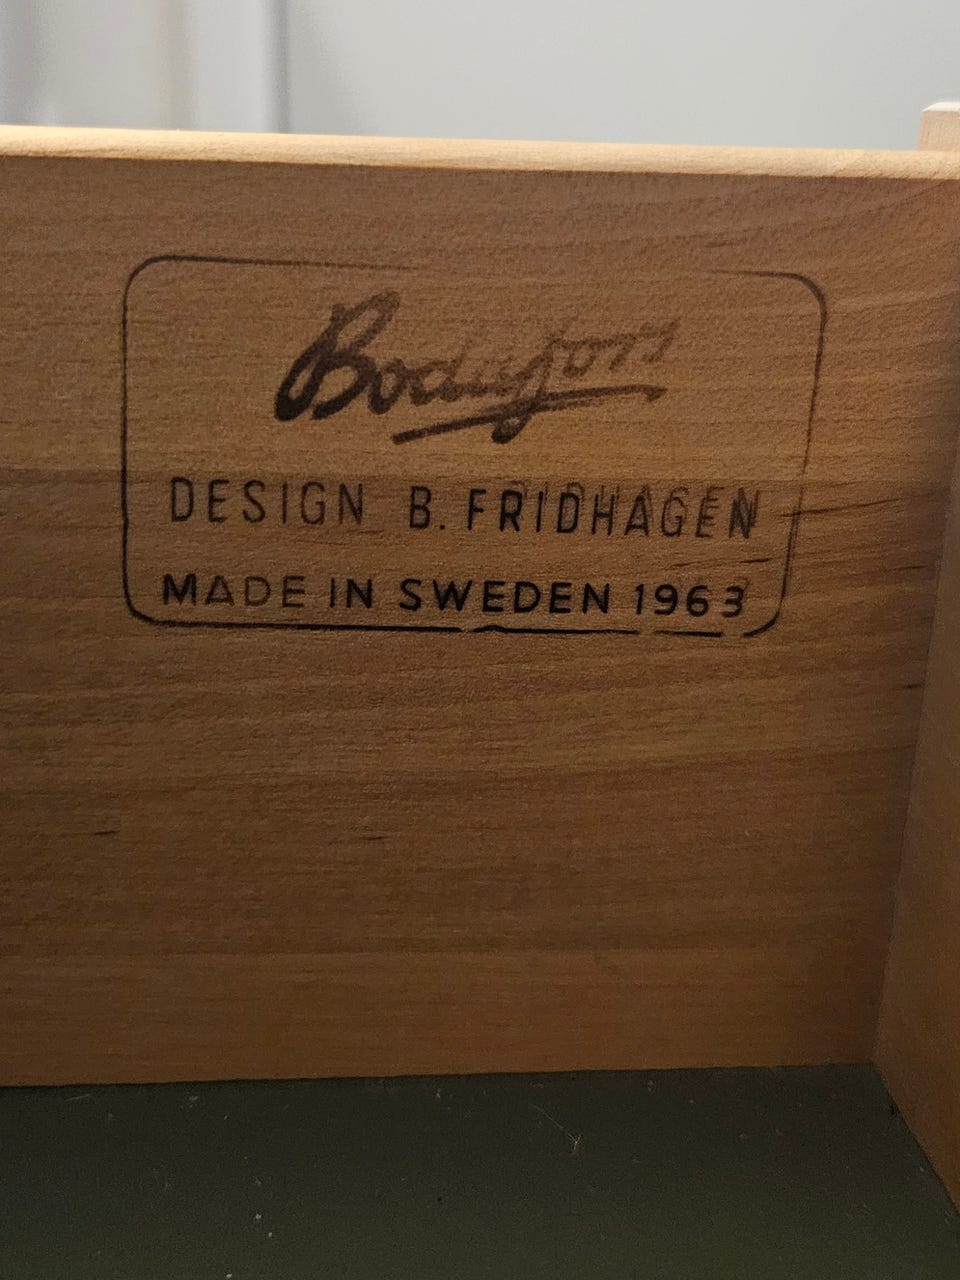 Bodafors
DESIGN B. FRIDHAGEN
MADE IN SWEDEN 1963